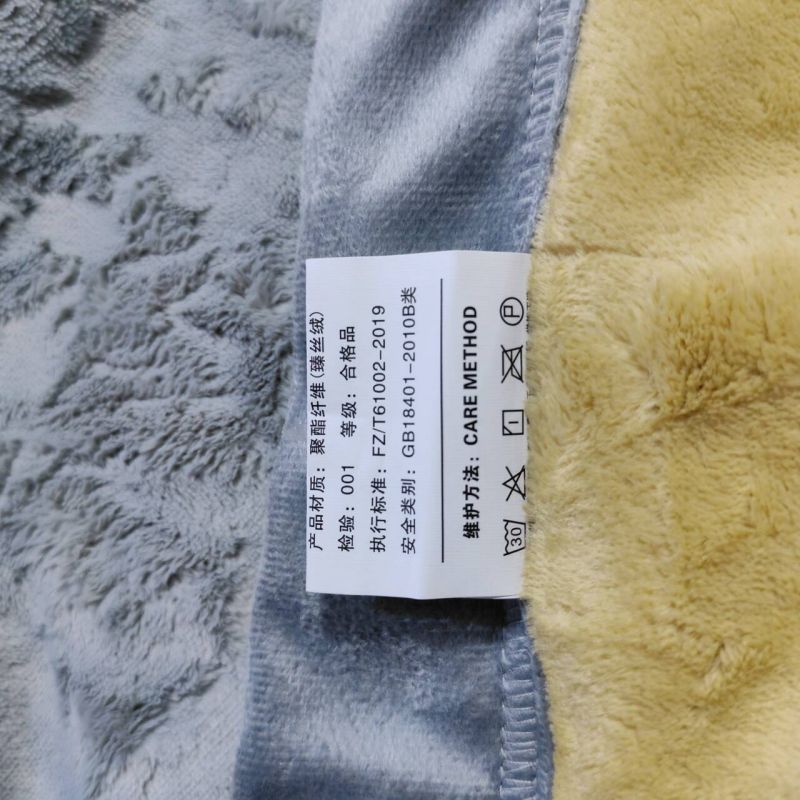 产品材质：聚酯纤维(臻丝绒)
检验：001 等级：合格品
执行标准：FZ/T61002-2019
安全类别：GB18401-2010B类
维护方法：CARE METHOD
30 P